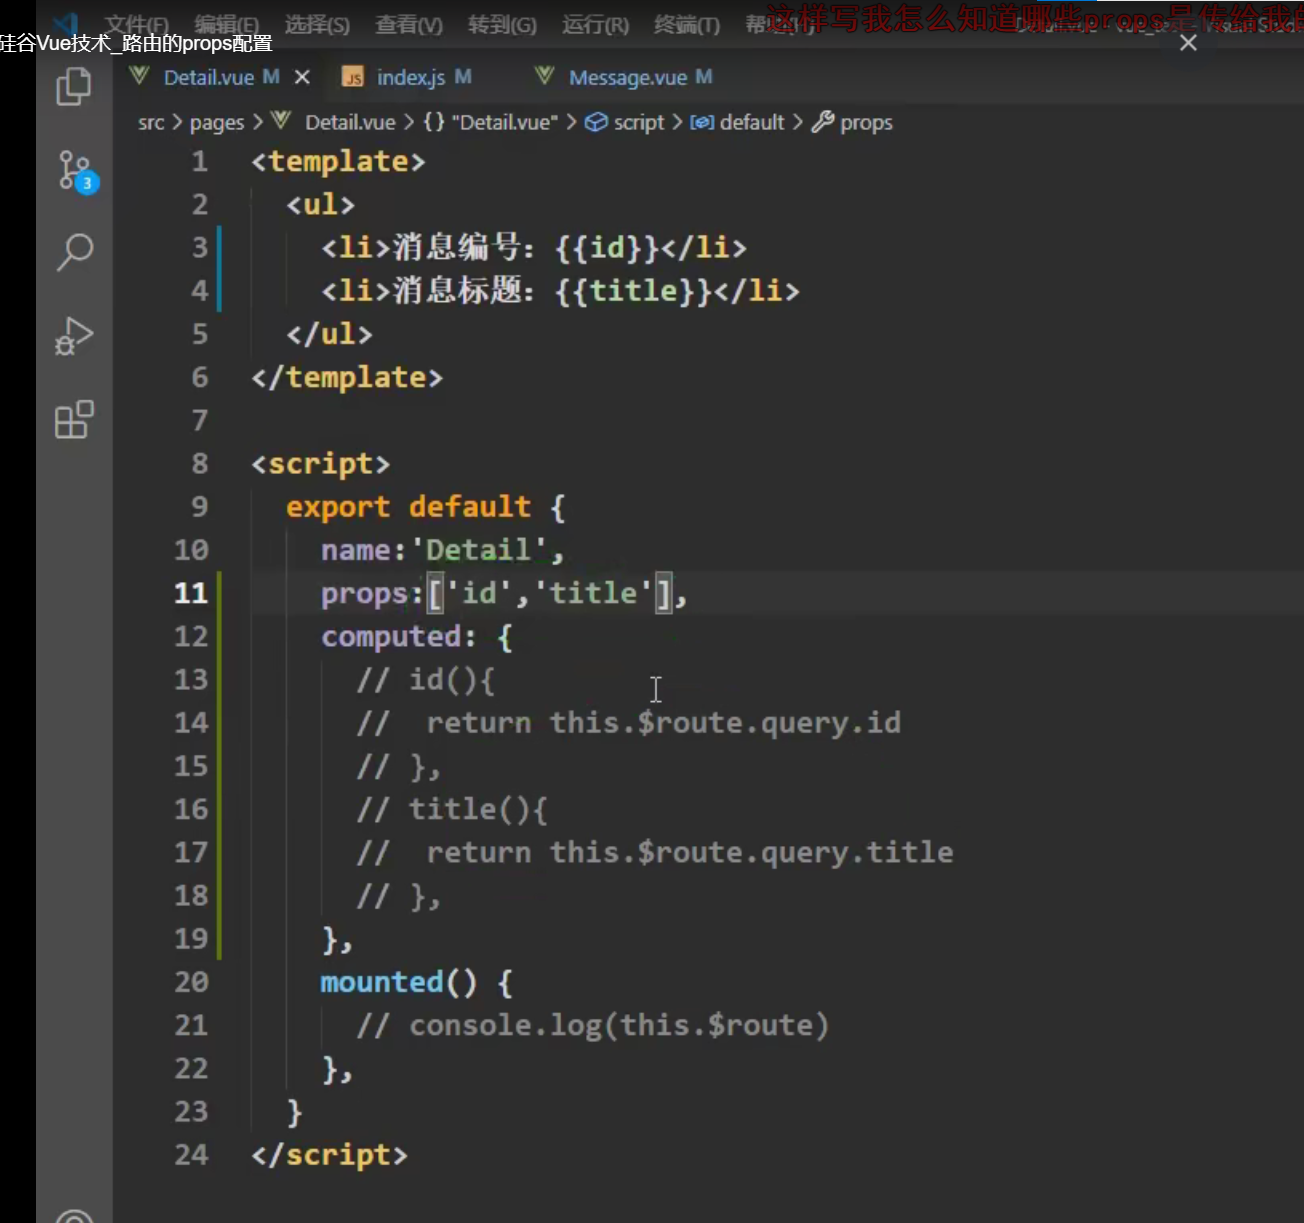 这样写我怎么知道哪些props是传给我的
文件(F) 编辑(E) 选择(S) 查看(V) 转到(G) 运行(R) 终端(T)
硅谷Vue技术_路由的props配置
Detail.vue M JS index.js M Message.vue M
src > pages > Detail.vue > {} "Detail.vue" > script > default > props
3
1 <template>
2 <ul>
3 <li>消息编号：{{id}}</li>
4 <li>消息标题：{{title}}</li>
5 </ul>
6 </template>
7
8 <script>
9 export default {
10 name:'Detail',
11 props:['id','title'],
12 computed: {
13 // id(){
14 //  return this.$route.query.id
15 // },
16 // title(){
17 //  return this.$route.query.title
18 // },
19 },
20 mounted() {
21 // console.log(this.$route)
22 },
23 }
24 </script>